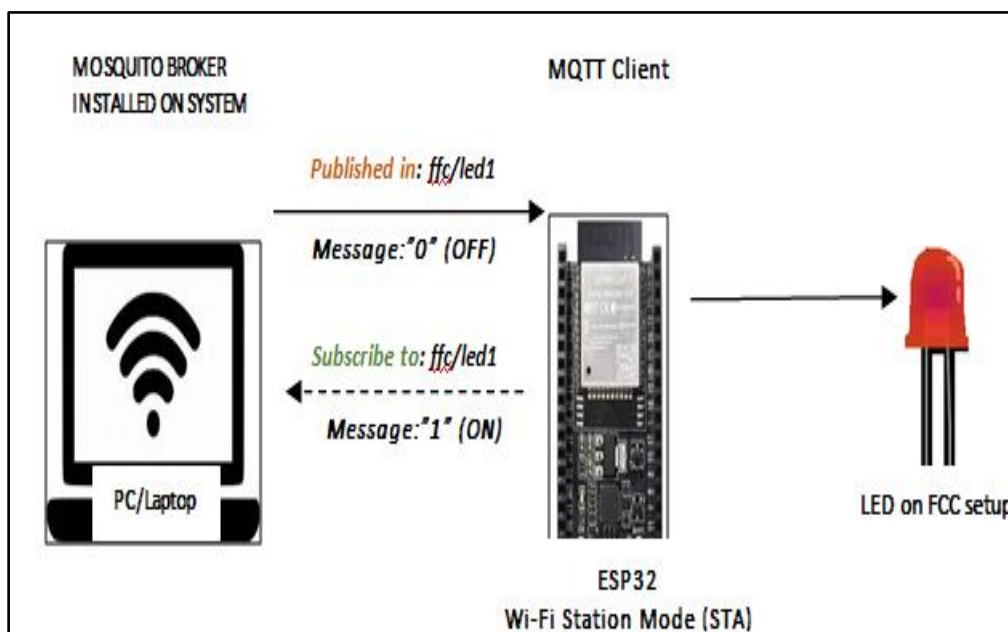 MOSQUITO BROKER
INSTALLED ON SYSTEM
MQTT Client
Published in: ffc/led1
Message:"0" (OFF)
Subscribe to: ffc/led1
Message:"1" (ON)
PC/Laptop
LED on FCC setup
ESP32
Wi-Fi Station Mode (STA)